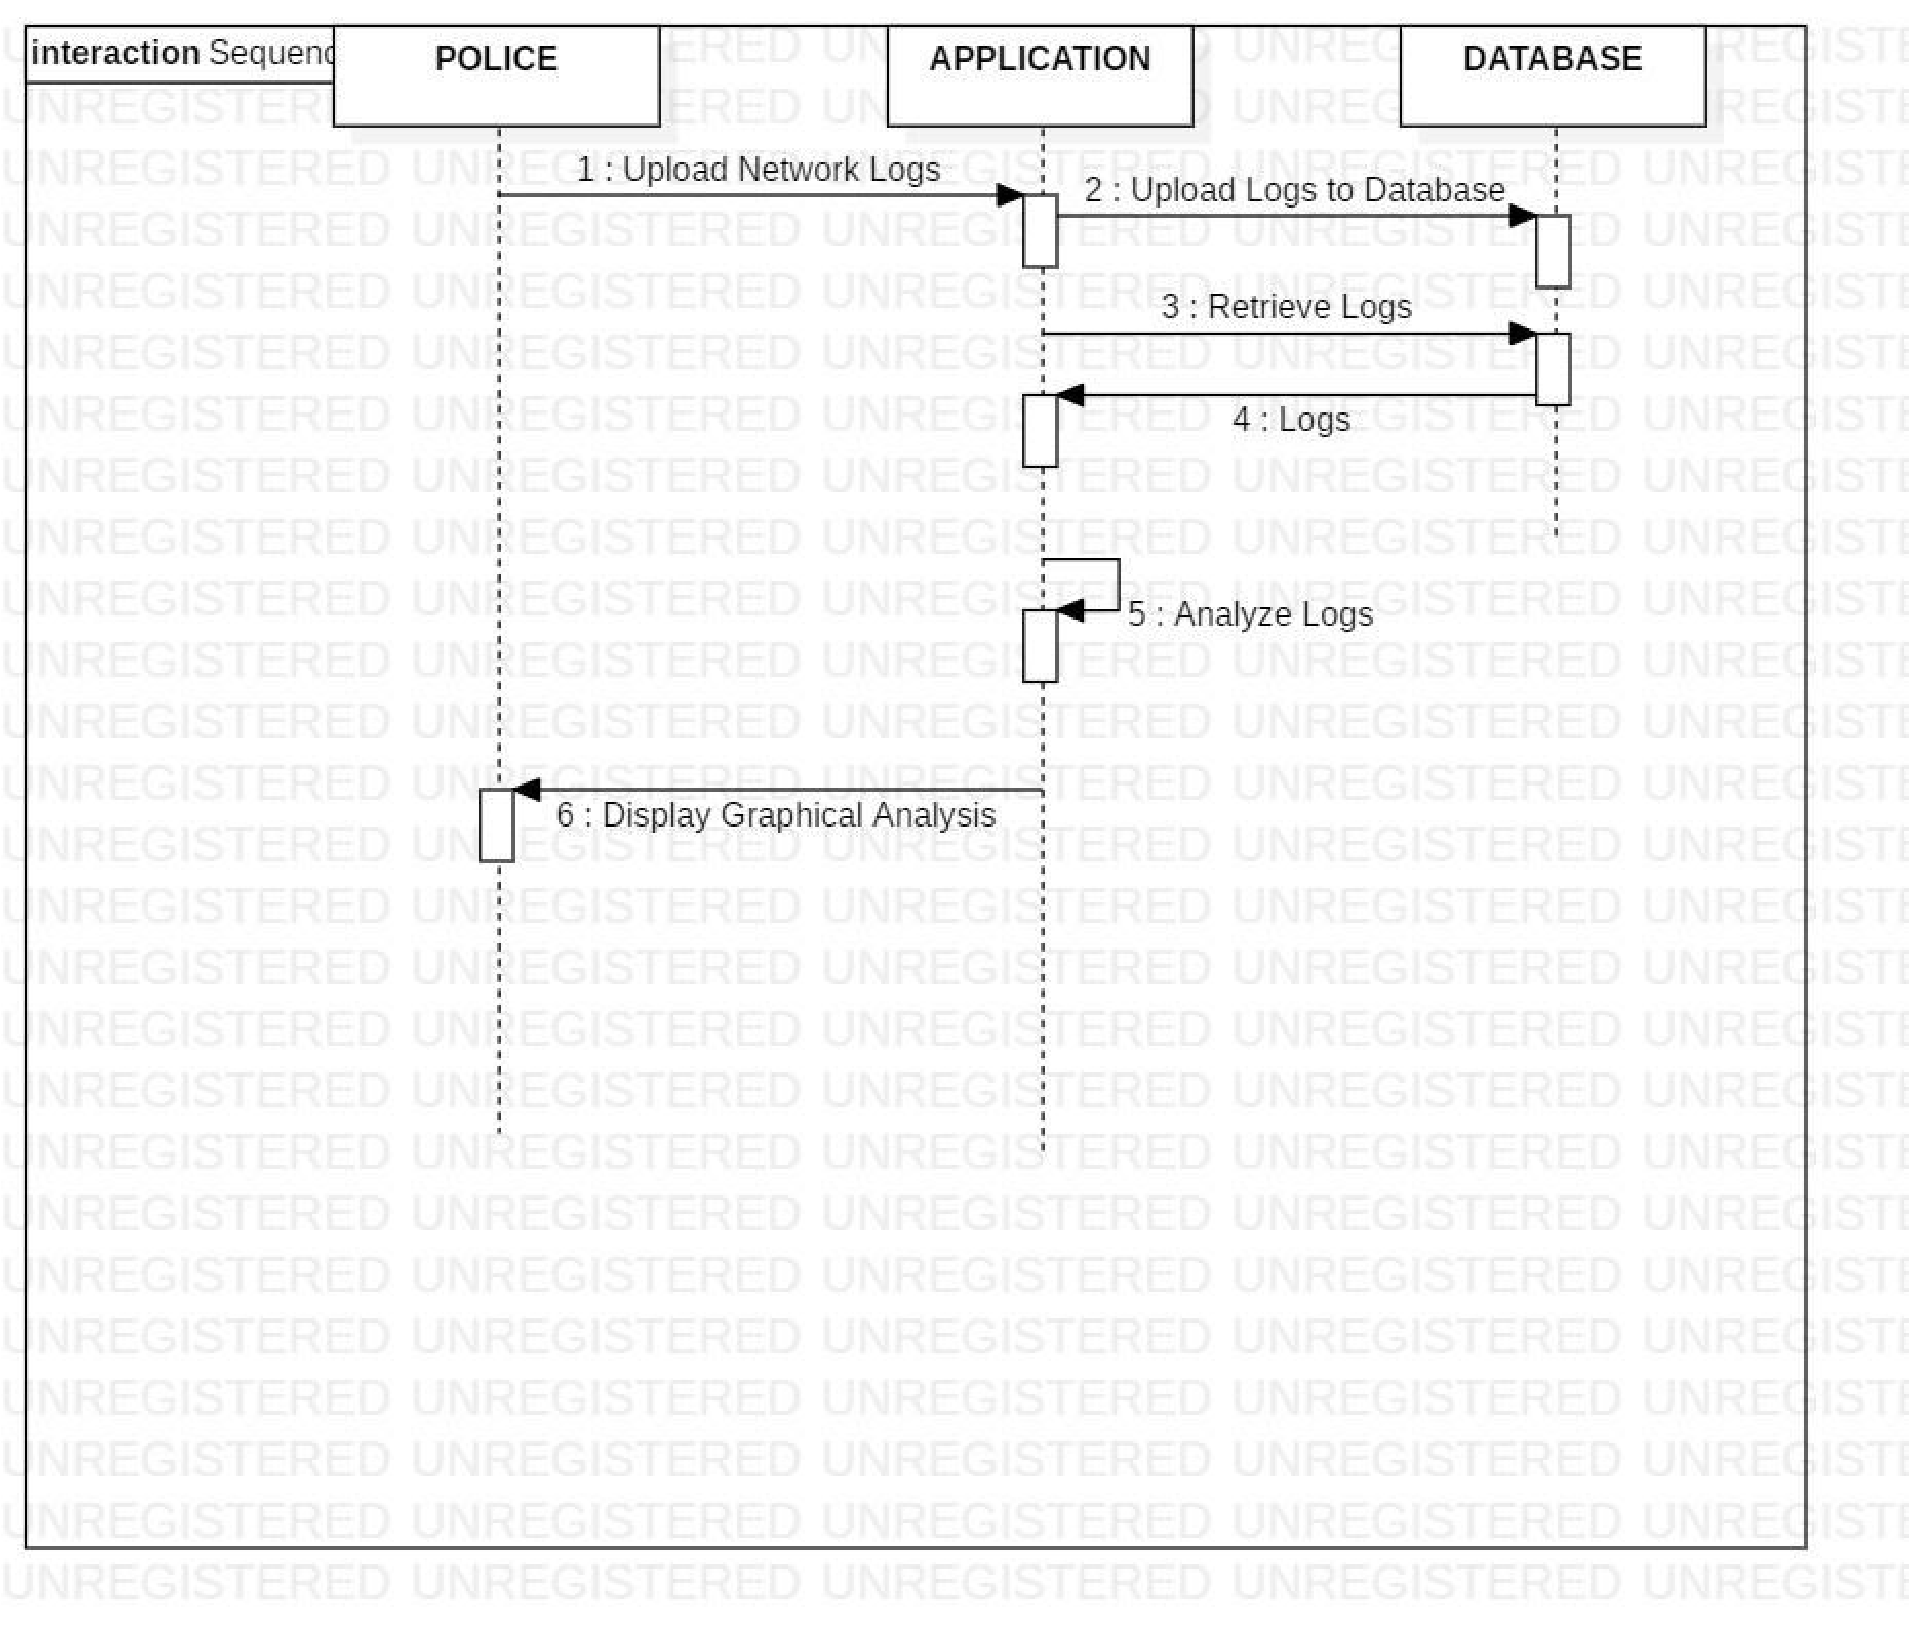 interaction Sequenc
POLICE
APPLICATION
DATABASE
1 : Upload Network Logs
2 : Upload Logs to Database
3 : Retrieve Logs
4 : Logs
5 : Analyze Logs
6 : Display Graphical Analysis
UNREGISTERED